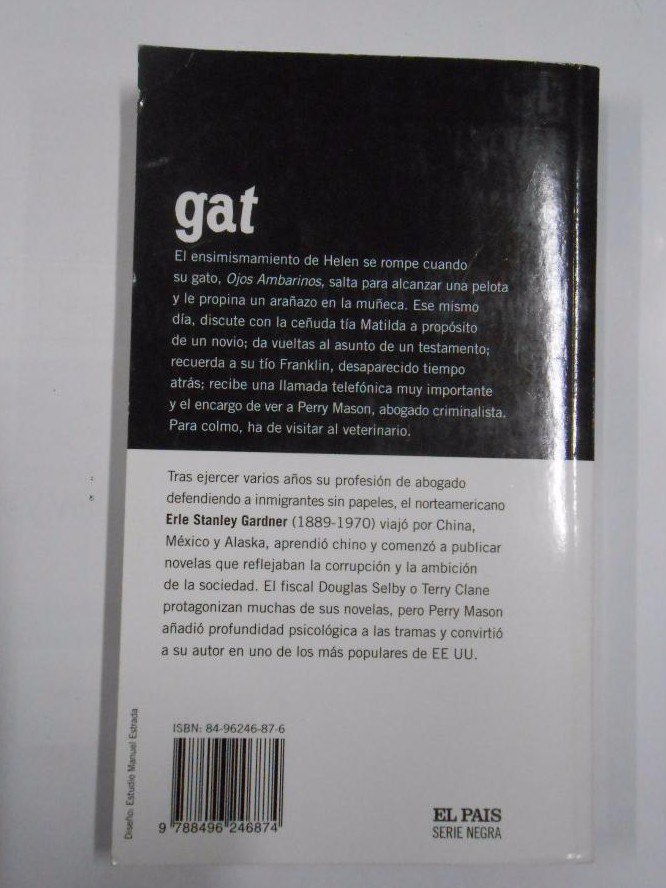 gat
El ensimismamiento de Helen se rompe cuando
su gato, Ojos Ambarinos, salta para alcanzar una pelota
y le propina un arañazo en la muñeca. Ese mismo
día, discute con la ceñuda tía Matilda a propósito
de un novio; da vueltas al asunto de un testamento;
recuerda a su tío Franklin, desaparecido tiempo
atrás; recibe una llamada telefónica muy importante
y el encargo de ver a Perry Mason, abogado criminalista.
Para colmo, ha de visitar al veterinario.
Tras ejercer varios años su profesión de abogado
defendiendo a inmigrantes sin papeles, el norteamericano
Erle Stanley Gardner (1889-1970) viajó por China,
México y Alaska, aprendió chino y comenzó a publicar
novelas que reflejaban la corrupción y la ambición
de la sociedad. El fiscal Douglas Selby o Terry Clane
protagonizan muchas de sus novelas, pero Perry Mason
añadió profundidad psicológica a las tramas y convirtió
a su autor en uno de los más populares de EE UU.
Diseño: Estudio Manuel Estrada
ISBN: 84-96246-87-6
9 788496 246874
EL PAIS
SERIE NEGRA